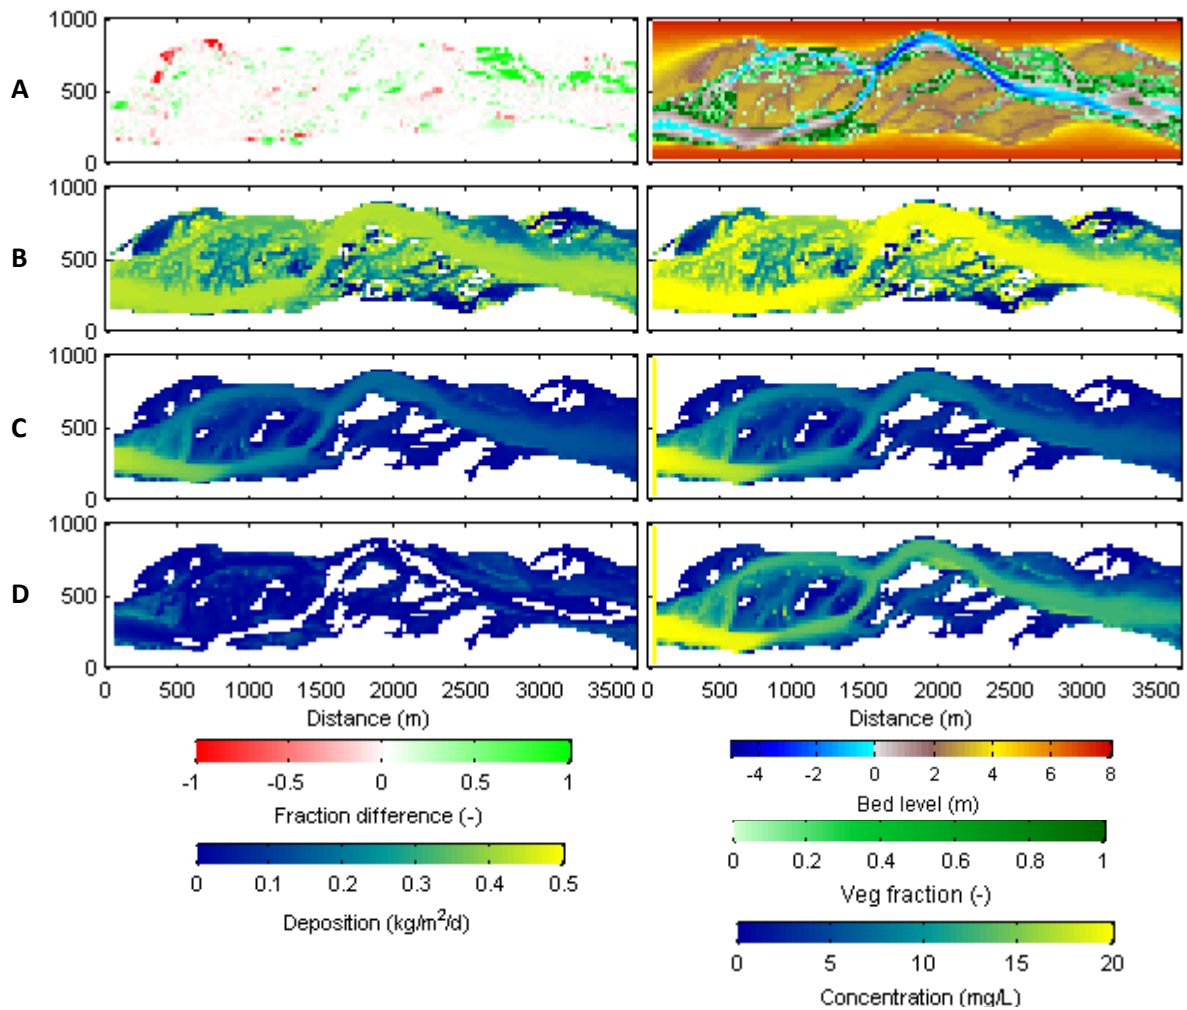 A
1000
500
0
B
1000
500
0
C
1000
500
0
D
1000
500
0
0 500 1000 1500 2000 2500 3000 3500 0 500 1000 1500 2000 2500 3000 3500
Distance (m) Distance (m)
-1 -0.5 0 0.5 1
Fraction difference (-)
0 0.1 0.2 0.3 0.4 0.5
Deposition (kg/m²/d)
-4 -2 0 2 4 6 8
Bed level (m)
0 0.2 0.4 0.6 0.8 1
Veg fraction (-)
0 5 10 15 20
Concentration (mg/L)